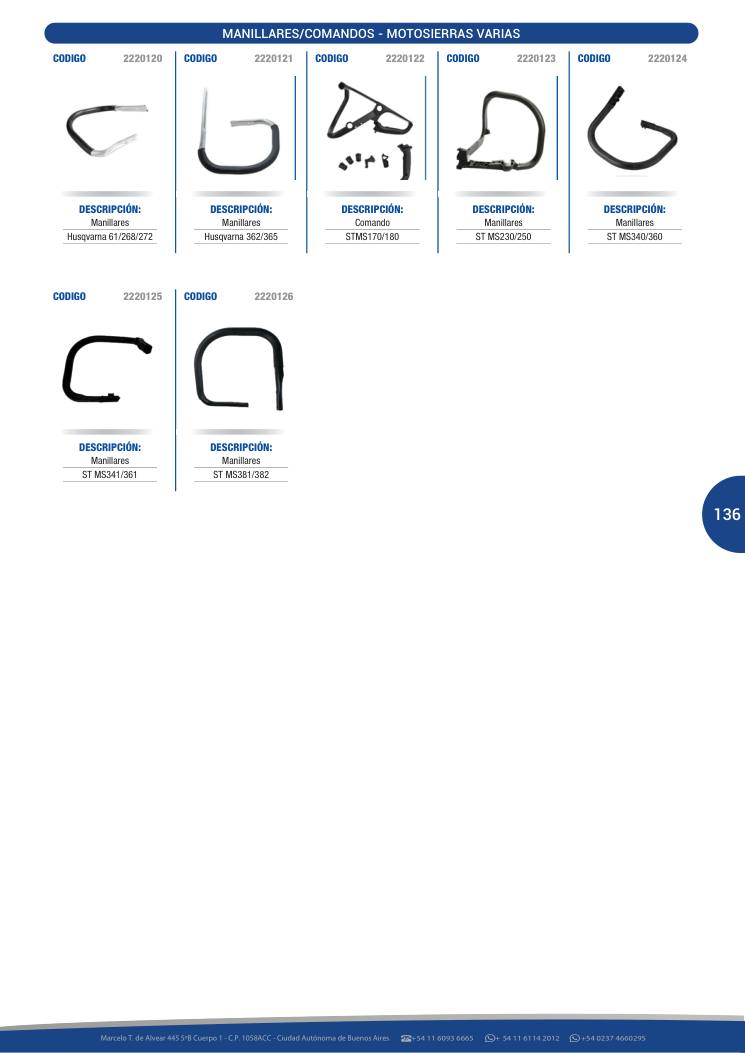 MANILLARES/COMANDOS - MOTOSIERRAS VARIAS
CODIGO 2220120
DESCRIPCIÓN:
Manillares
Husqvarna 61/268/272
CODIGO 2220121
DESCRIPCIÓN:
Manillares
Husqvarna 362/365
CODIGO 2220122
DESCRIPCIÓN:
Comando
STMS170/180
CODIGO 2220123
DESCRIPCIÓN:
Manillares
ST MS230/250
CODIGO 2220124
DESCRIPCIÓN:
Manillares
ST MS340/360
CODIGO 2220125
DESCRIPCIÓN:
Manillares
ST MS341/361
CODIGO 2220126
DESCRIPCIÓN:
Manillares
ST MS381/382
136
Marcelo T. de Alvear 445 5ºB Cuerpo 1 - C.P. 1058ACC - Ciudad Autónoma de Buenos Aires. +54 11 6093 6665 + 54 11 6114 2012 +54 0237 4660295